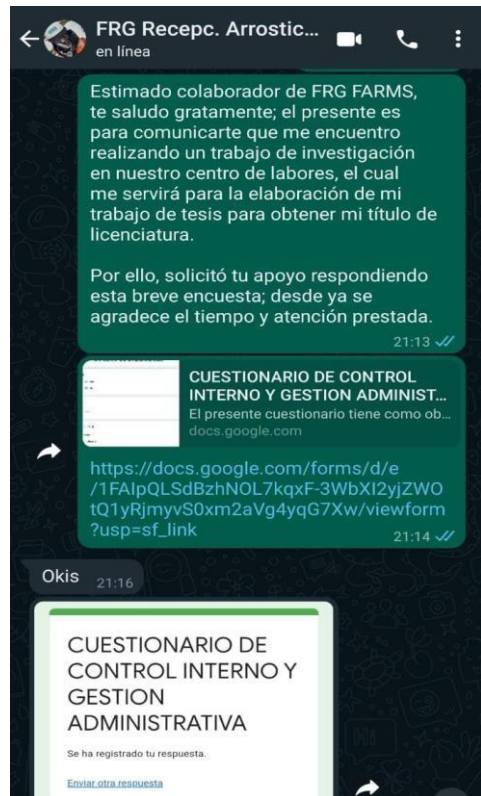 FRG Recepc. Arrostic...
en línea
Estimado colaborador de FRG FARMS,
te saludo gratamente; el presente es
para comunicarte que me encuentro
realizando un trabajo de investigación
en nuestro centro de labores, el cual
me servirá para la elaboración de mi
trabajo de tesis para obtener mi título de
licenciatura.
Por ello, solicitó tu apoyo respondiendo
esta breve encuesta; desde ya se
agradece el tiempo y atención prestada.
21:13
CUESTIONARIO DE CONTROL
INTERNO Y GESTION ADMINIST...
El presente cuestionario tiene como ob...
docs.google.com
https://docs.google.com/forms/d/e
/1FAIpQLSdBzhNOL7kqxF-3WbXI2yjZWO
tQ1yRjmyvS0xm2aVg4yqG7Xw/viewform
?usp=sf_link
21:14
Okis 21:16
CUESTIONARIO DE
CONTROL INTERNO Y
GESTION
ADMINISTRATIVA
Se ha registrado tu respuesta.
Enviar otra respuesta